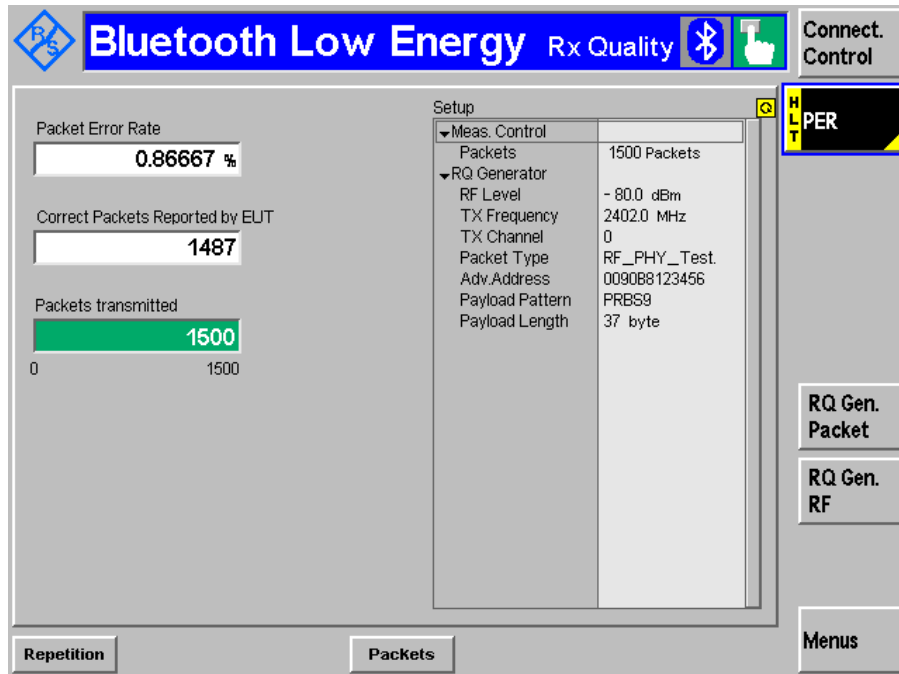 R S
Bluetooth Low Energy Rx Quality
Connect.
Control
Packet Error Rate
0.86667 %
Correct Packets Reported by EUT
1487
Packets transmitted
1500
0 1500
Setup
Meas. Control
Packets 1500 Packets
RQ Generator
RF Level - 80.0 dBm
TX Frequency 2402.0 MHz
TX Channel 0
Packet Type RF_PHY_Test.
Adv.Address 0090B8123456
Payload Pattern PRBS9
Payload Length 37 byte
HLT
PER
RQ Gen.
Packet
RQ Gen.
RF
Menus
Repetition
Packets